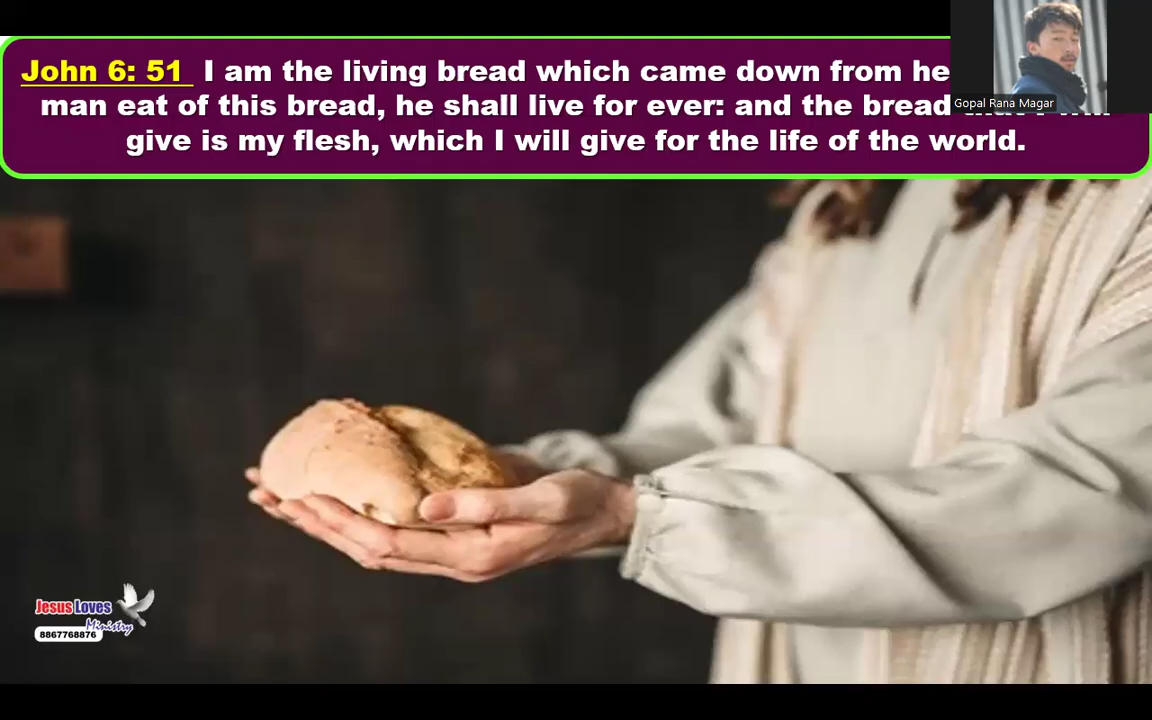 John 6: 51 I am the living bread which came down from he
man eat of this bread, he shall live for ever: and the bread
give is my flesh, which I will give for the life of the world.
Gopal Rana Magar
Jesus Loves
Ministry
8867768876